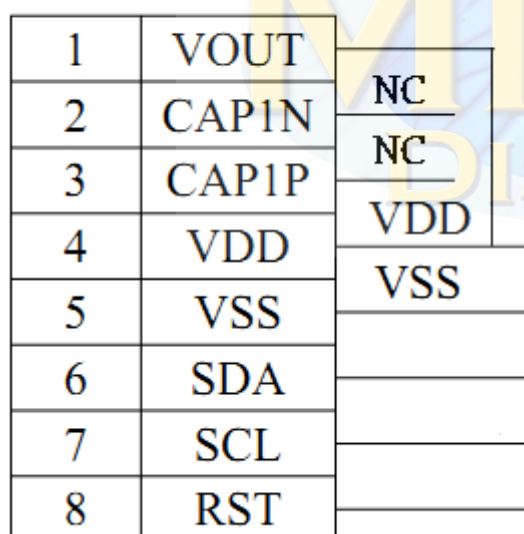 1 VOUT
NC
2 CAP1N
NC
3 CAP1P
VDD
4 VDD
VSS
5 VSS
6 SDA
7 SCL
8 RST